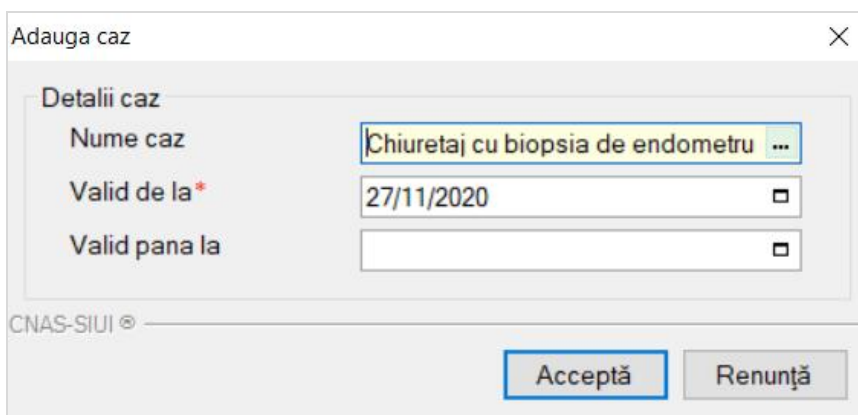 Adauga caz
Detalii caz
Nume caz Chiuretaj cu biopsia de endometru ...
Valid de la* 27/11/2020
Valid pana la
CNAS-SIUI ®
Acceptă Renunţă